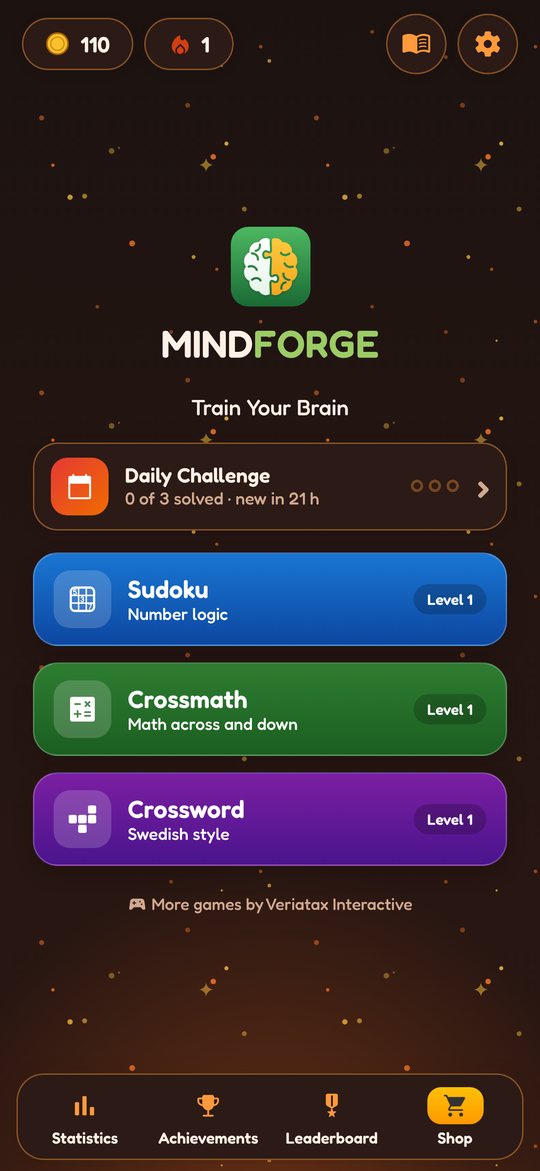 110
1
MINDFORGE
Train Your Brain
Daily Challenge
0 of 3 solved · new in 21 h
Sudoku
Number logic
Level 1
Crossmath
Math across and down
Level 1
Crossword
Swedish style
Level 1
More games by Veriatax Interactive
Statistics
Achievements
Leaderboard
Shop